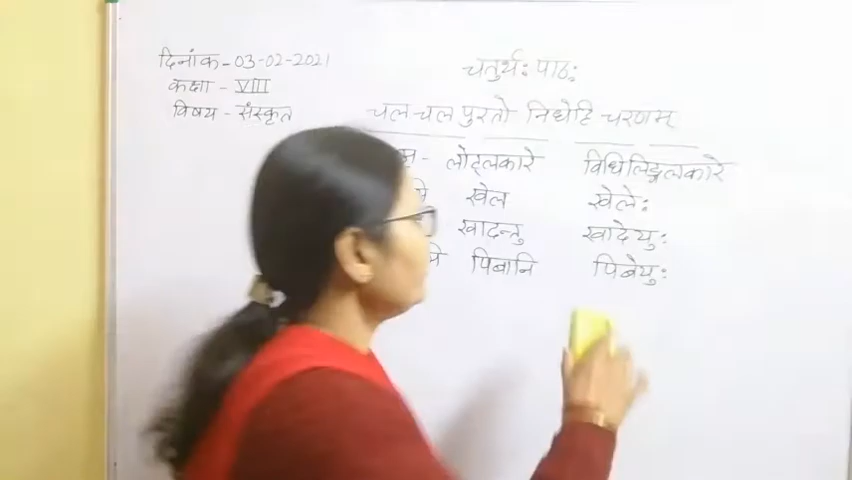 दिनांक - 03-02-2021
कक्षा - VIII
विषय - संस्कृत
चतुर्थः पाठः
चल चल पुरतो निधेहि चरणम्
लोट्लकारे विधिलिङ्लकारे
खेल खेलेः
खादन्तु खादेयुः
पिबानि पिबेयुः